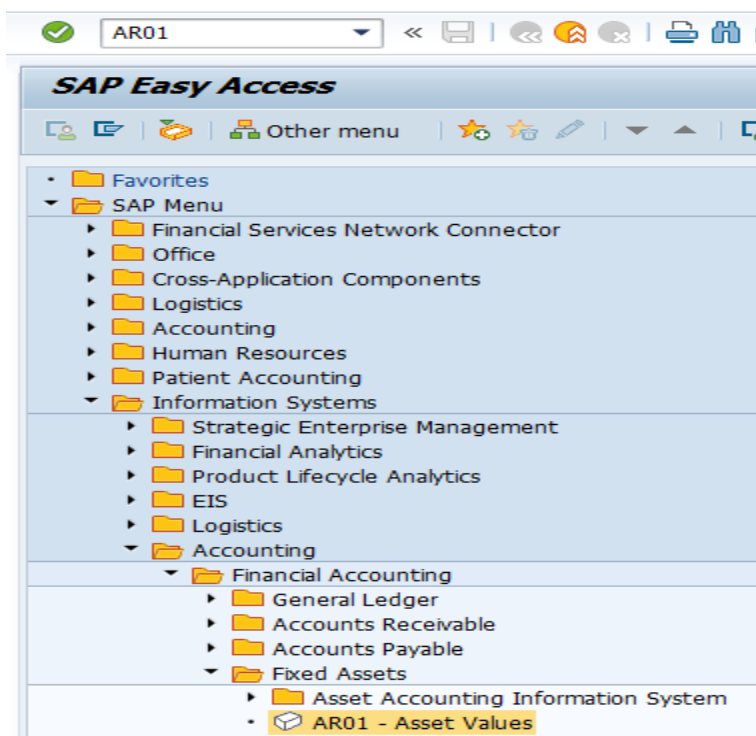 AR01
SAP Easy Access
Other menu
Favorites
SAP Menu
Financial Services Network Connector
Office
Cross-Application Components
Logistics
Accounting
Human Resources
Patient Accounting
Information Systems
Strategic Enterprise Management
Financial Analytics
Product Lifecycle Analytics
EIS
Logistics
Accounting
Financial Accounting
General Ledger
Accounts Receivable
Accounts Payable
Fixed Assets
Asset Accounting Information System
AR01 - Asset Values